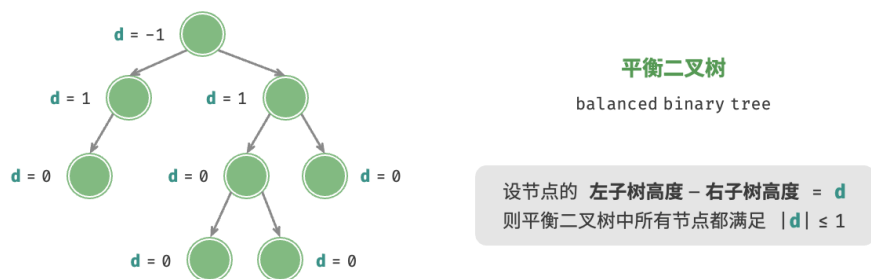 d = −1
平衡二叉树
d = 1
d = 1
balanced binary tree
d = 0
d = 0
d = 0
设节点的 左子树高度 − 右子树高度 = d
则平衡二叉树中所有节点都满足 |d| ≤ 1
d = 0
d = 0